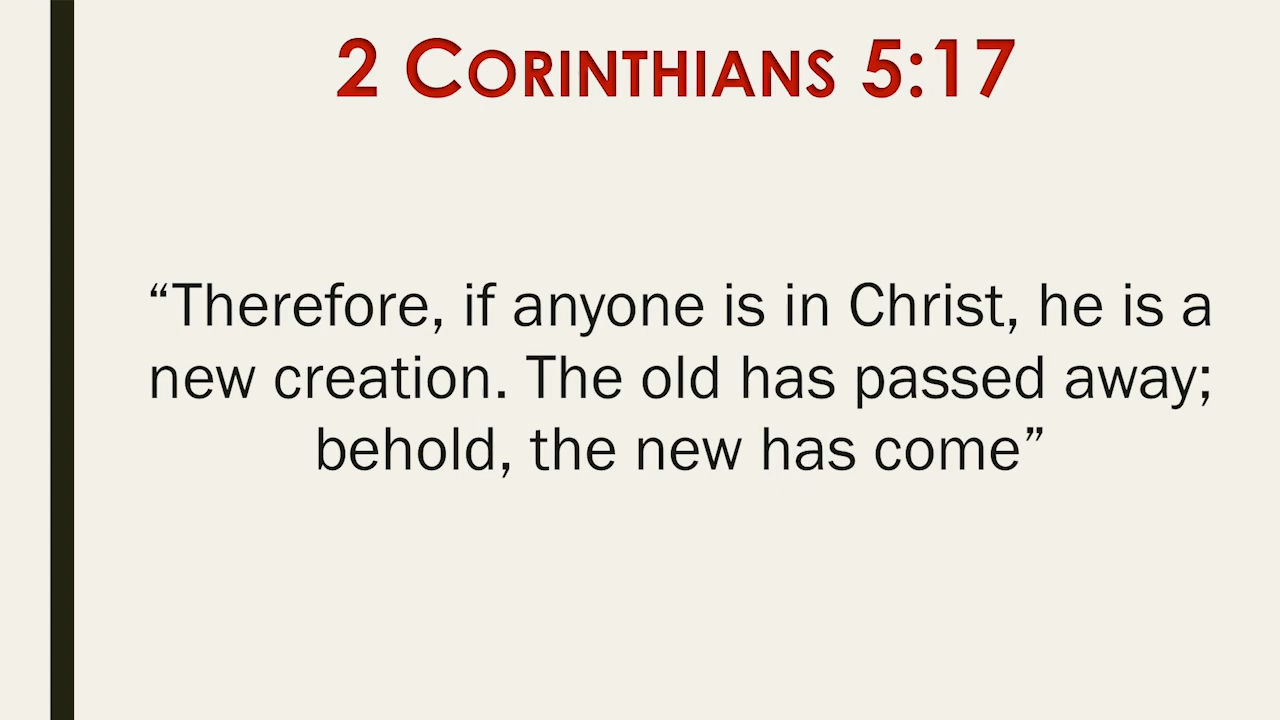 2 Corinthians 5:17
“Therefore, if anyone is in Christ, he is a
new creation. The old has passed away;
behold, the new has come”